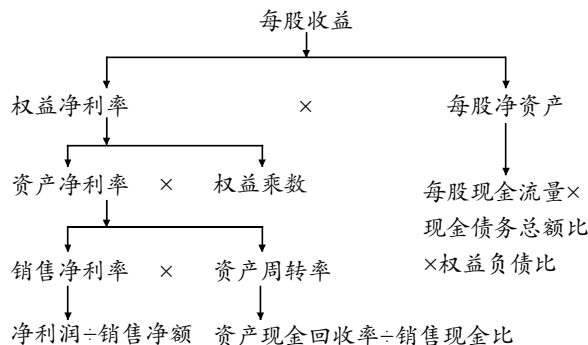 每股收益
权益净利率 × 每股净资产
资产净利率 × 权益乘数
每股现金流量×
现金债务总额比
×权益负债比
销售净利率 × 资产周转率
净利润÷销售净额 资产现金回收率÷销售现金比